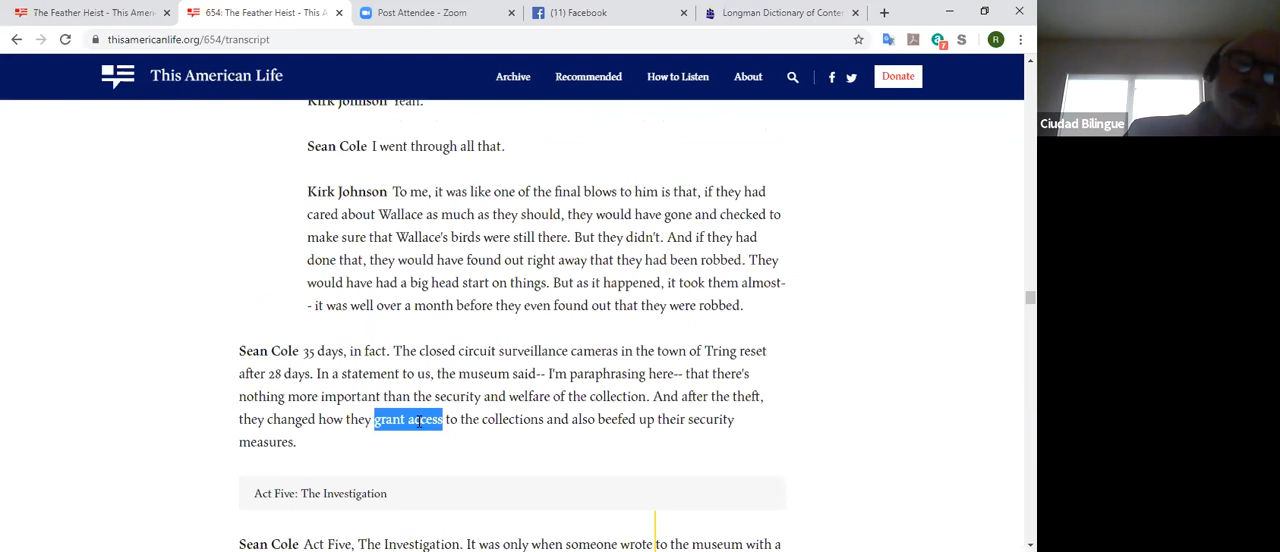 The Feather Heist - This Ameri
654: The Feather Heist - This A
Post Attendee - Zoom
(11) Facebook
Longman Dictionary of Conter
thisamericanlife.org/654/transcript
7
R
This American Life
Archive
Recommended
How to Listen
About
Donate
Ciudad Bilingue
Kirk Johnson Yeah.
Sean Cole I went through all that.
Kirk Johnson To me, it was like one of the final blows to him is that, if they had
cared about Wallace as much as they should, they would have gone and checked to
make sure that Wallace's birds were still there. But they didn't. And if they had
done that, they would have found out right away that they had been robbed. They
would have had a big head start on things. But as it happened, it took them almost-
- it was well over a month before they even found out that they were robbed.
Sean Cole 35 days, in fact. The closed circuit surveillance cameras in the town of Tring reset
after 28 days. In a statement to us, the museum said-- I'm paraphrasing here-- that there's
nothing more important than the security and welfare of the collection. And after the theft,
they changed how they grant access to the collections and also beefed up their security
measures.
Act Five: The Investigation
Sean Cole Act Five, The Investigation. It was only when someone wrote to the museum with a